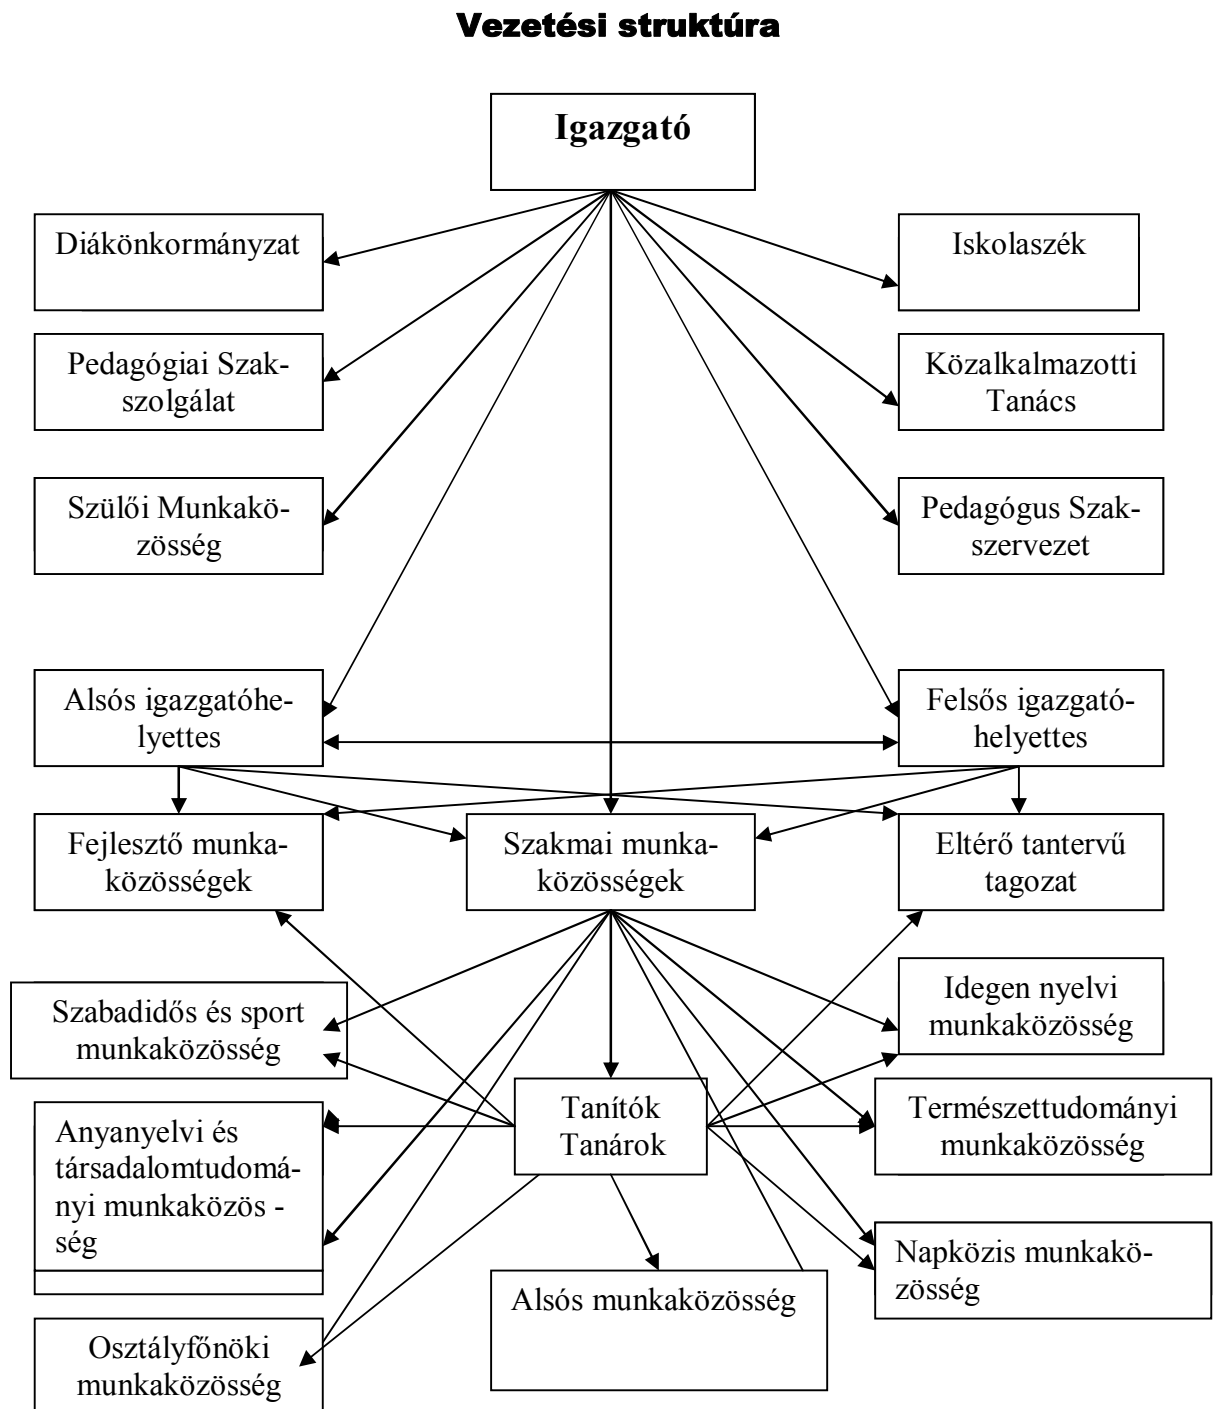 Vezetési struktúra
Igazgató
Diákönkormányzat
Iskolaszék
Pedagógiai Szak-
szolgálat
Közalkalmazotti
Tanács
Szülői Munkakö-
zösség
Pedagógus Szak-
szervezet
Alsós igazgatóhe-
lyettes
Felsős igazgató-
helyettes
Fejlesztő munka-
közösségek
Szakmai munka-
közösségek
Eltérő tantervű
tagozat
Szabadidős és sport
munkaközösség
Idegen nyelvi
munkaközösség
Tanítók
Tanárok
Természettudományi
munkaközösség
Anyanyelvi és
társadalomtudomá-
nyi munkaközös -
ség
Napközis munkakö-
zösség
Alsós munkaközösség
Osztályfőnöki
munkaközösség